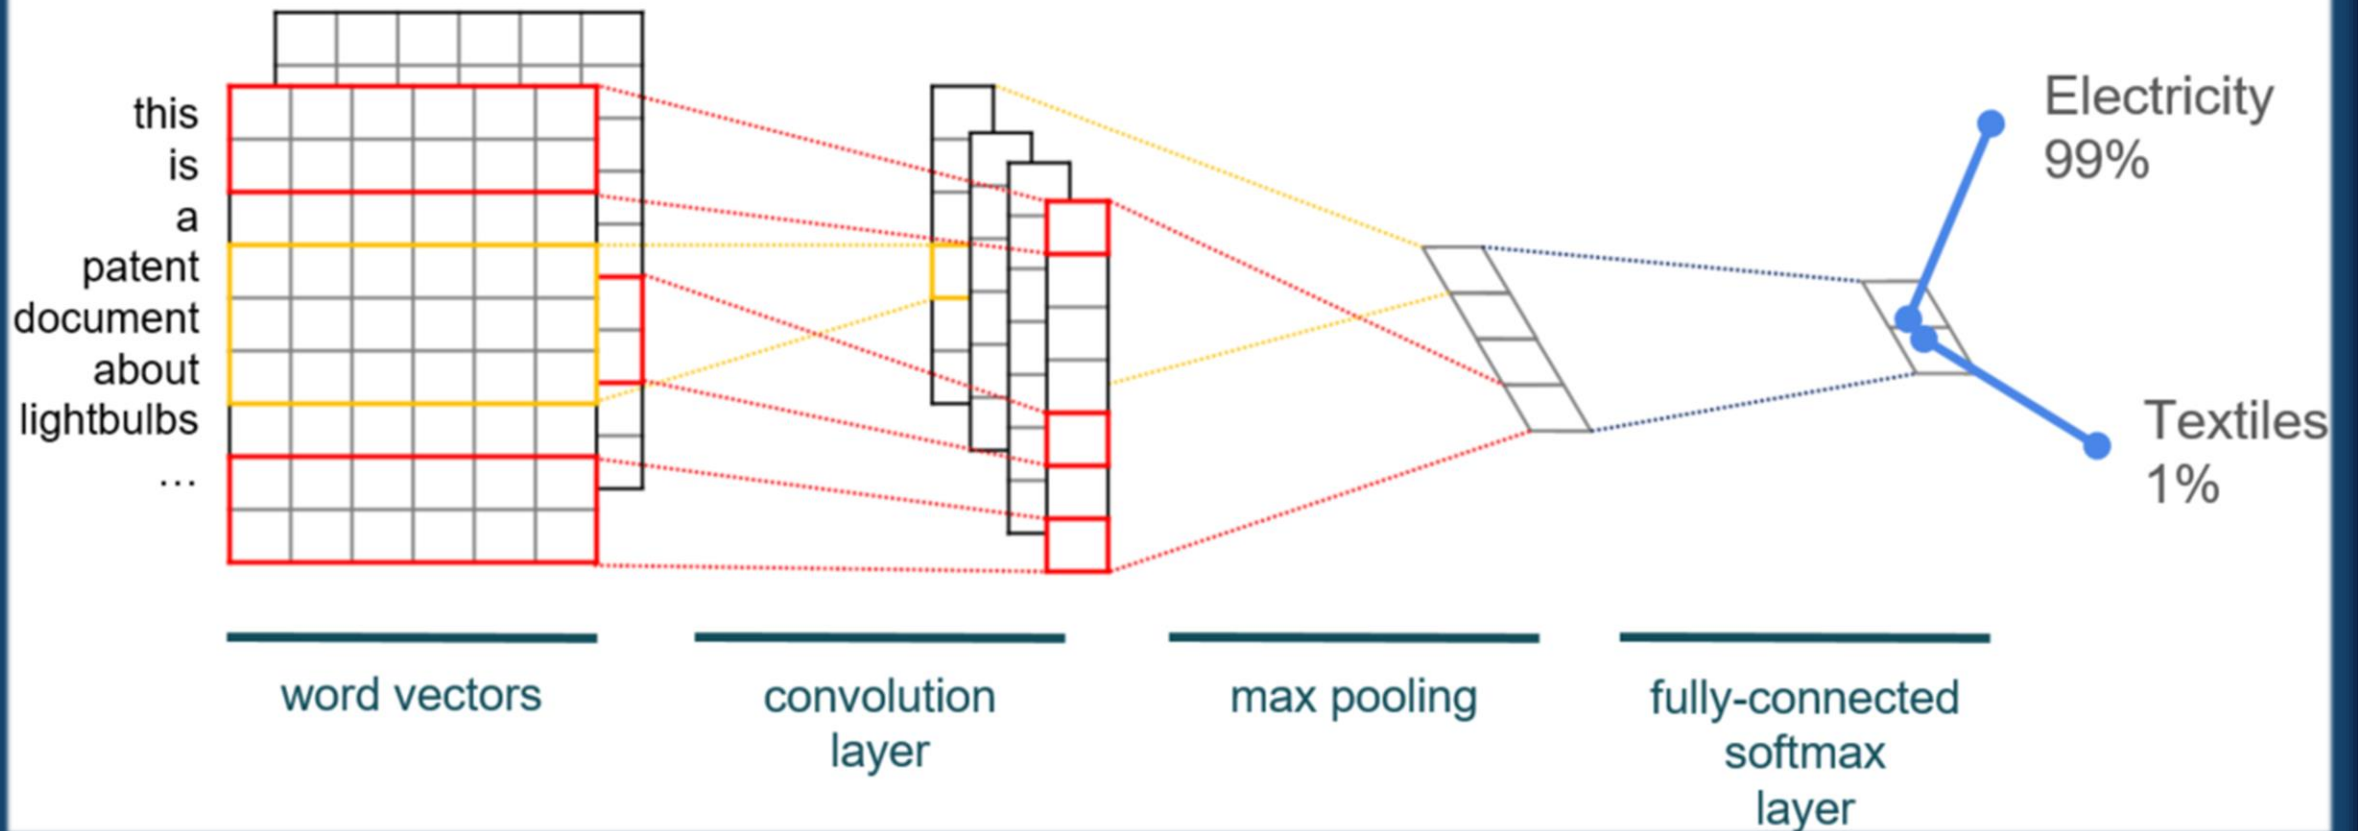 this
is
a
patent
document
about
lightbulbs
...
Electricity
99%
Textiles
1%
word vectors
convolution
layer
max pooling
fully-connected
softmax
layer